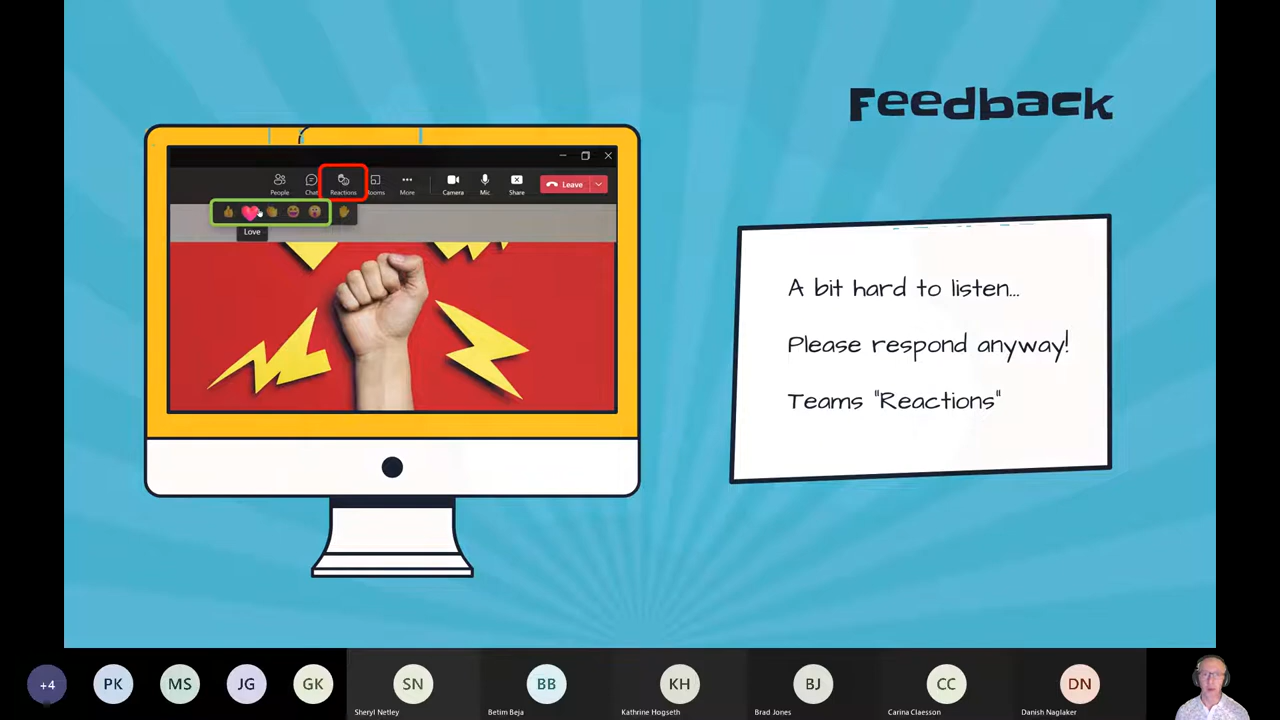 Feedback
People
Chat
Reactions
Rooms
More
Camera
Mic
Share
Leave
Love
A bit hard to listen...
Please respond anyway!
Teams "Reactions"
+4
PK
MS
JG
GK
SN
BB
KH
BJ
CC
DN
Sheryl Netley
Betim Beja
Kathrine Hogseth
Brad Jones
Carina Claesson
Danish Naglaker